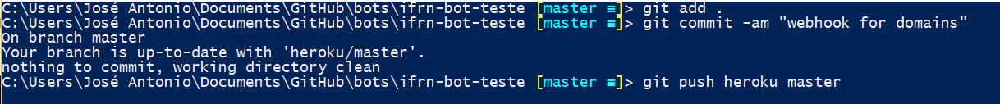 C:\Users\José Antonio\Documents\GitHub\bots\ifrn-bot-teste [master ≡]> git add .
C:\Users\José Antonio\Documents\GitHub\bots\ifrn-bot-teste [master ≡]> git commit -am "webhook for domains"
On branch master
Your branch is up-to-date with 'heroku/master'.
nothing to commit, working directory clean
C:\Users\José Antonio\Documents\GitHub\bots\ifrn-bot-teste [master ≡]> git push heroku master